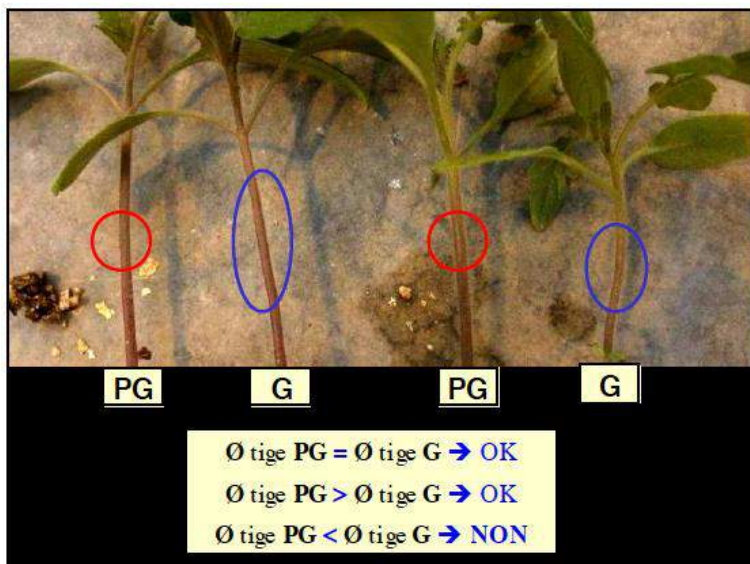 PG G PG G
Ø tige PG = Ø tige G ➔ OK
Ø tige PG > Ø tige G ➔ OK
Ø tige PG < Ø tige G ➔ NON